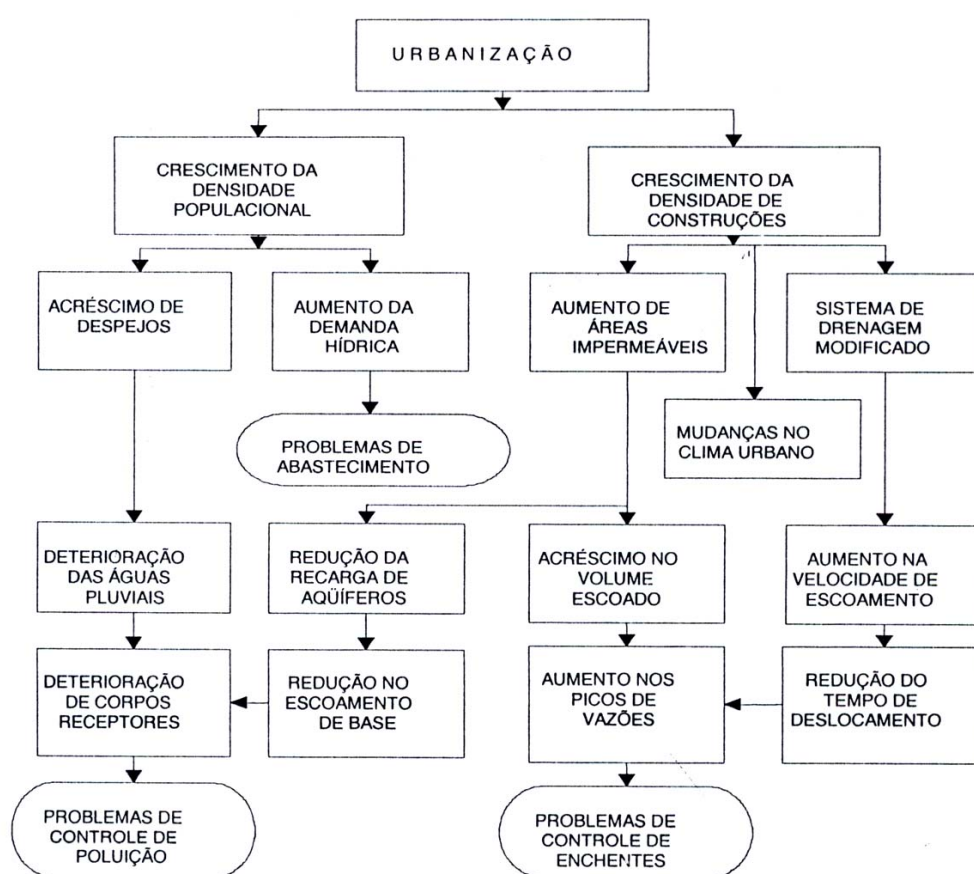 URBANIZAÇÃO
CRESCIMENTO DA
DENSIDADE
POPULACIONAL
CRESCIMENTO DA
DENSIDADE DE
CONSTRUÇÕES
ACRÉSCIMO DE
DESPEJOS
AUMENTO DA
DEMANDA
HÍDRICA
AUMENTO DE
ÁREAS
IMPERMEÁVEIS
SISTEMA DE
DRENAGEM
MODIFICADO
PROBLEMAS DE
ABASTECIMENTO
MUDANÇAS NO
CLIMA URBANO
DETERIORAÇÃO
DAS ÁGUAS
PLUVIAIS
REDUÇÃO DA
RECARGA DE
AQÜÍFEROS
ACRÉSCIMO NO
VOLUME
ESCOADO
AUMENTO NA
VELOCIDADE DE
ESCOAMENTO
DETERIORAÇÃO
DE CORPOS
RECEPTORES
REDUÇÃO NO
ESCOAMENTO
DE BASE
AUMENTO NOS
PICOS DE
VAZÕES
REDUÇÃO DO
TEMPO DE
DESLOCAMENTO
PROBLEMAS DE
CONTROLE DE
POLUIÇÃO
PROBLEMAS DE
CONTROLE DE
ENCHENTES